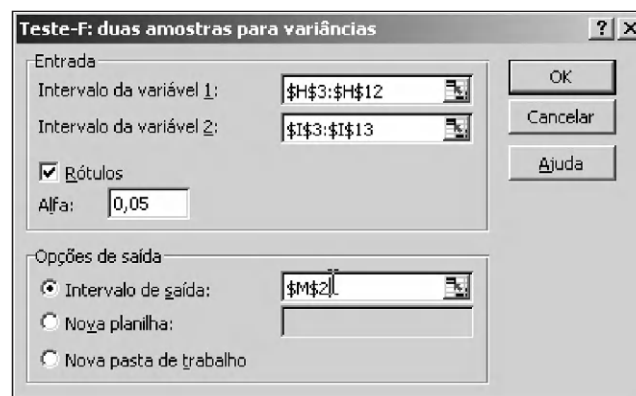 Teste-F: duas amostras para variâncias
Entrada
Intervalo da variável 1: $H$3:$H$12
Intervalo da variável 2: $I$3:$I$13
Rótulos
Alfa: 0,05
OK
Cancelar
Ajuda
Opções de saída
Intervalo de saída: $M$2
Nova planilha:
Nova pasta de trabalho